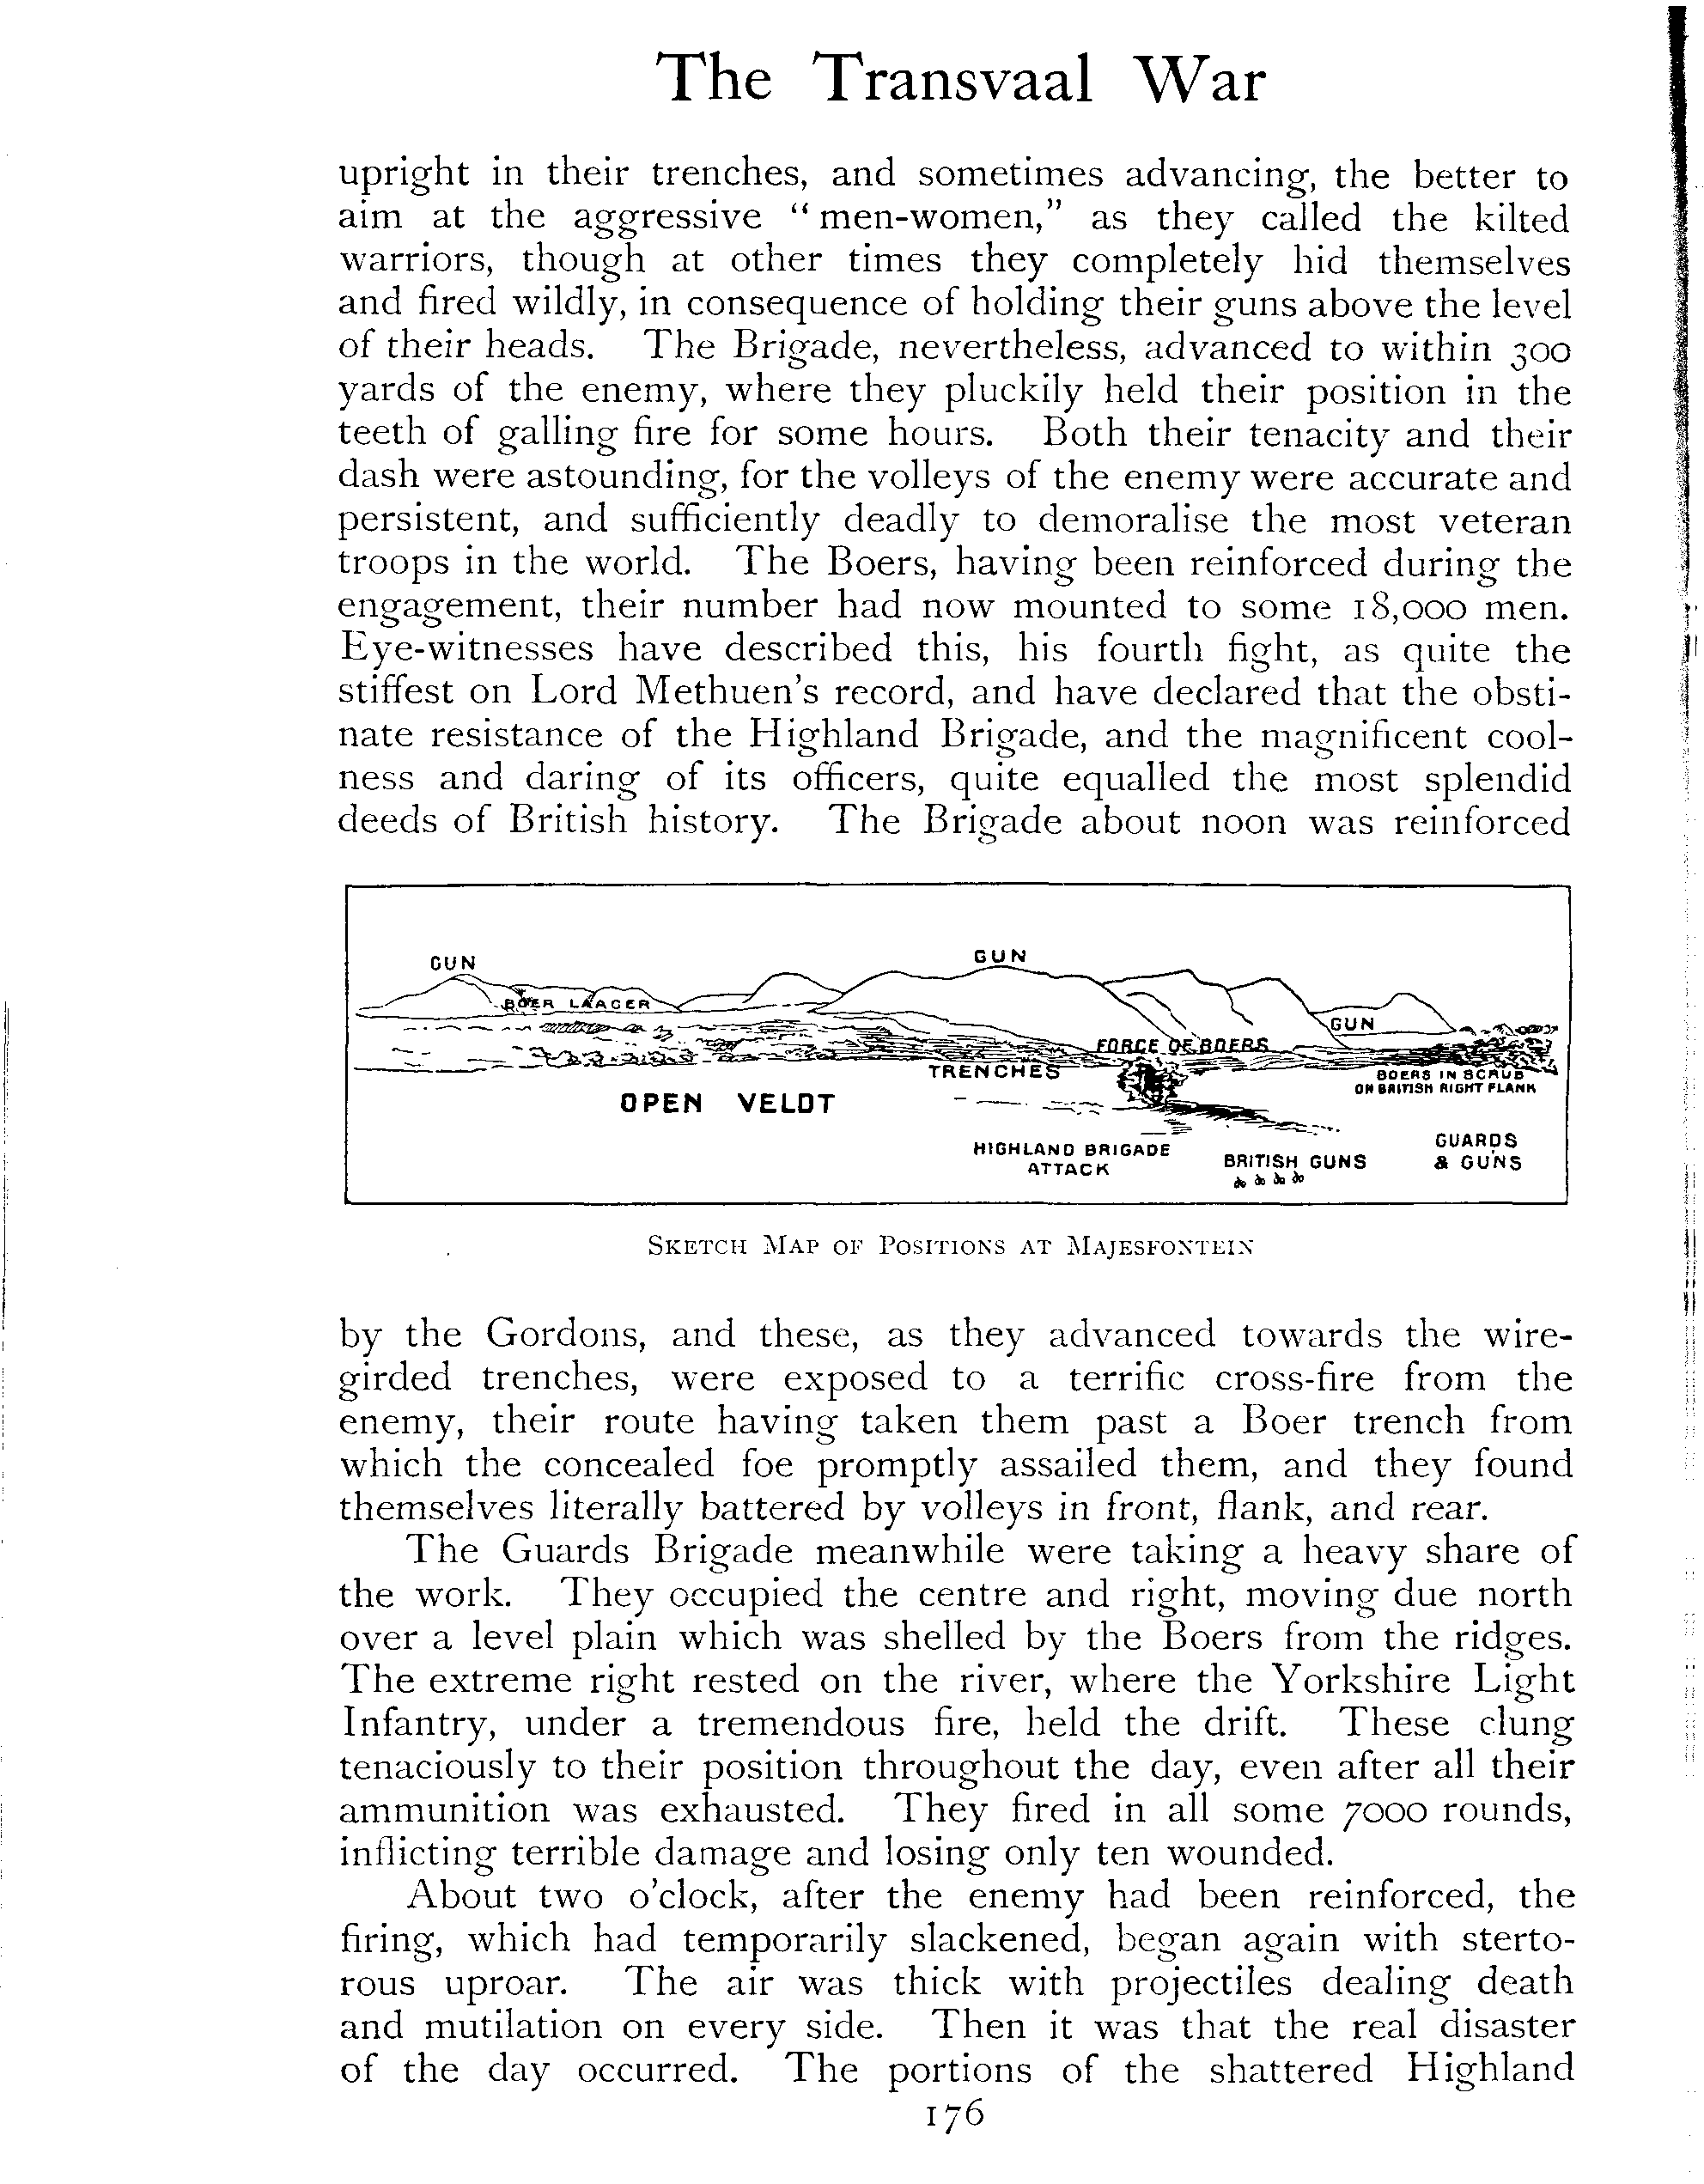 The Transvaal War
upright in their trenches, and sometimes advancing, the better to
aim at the aggressive “men-women,” as they called the kilted
warriors, though at other times they completely hid themselves
and fired wildly, in consequence of holding their guns above the level
of their heads. The Brigade, nevertheless, advanced to within 300
yards of the enemy, where they pluckily held their position in the
teeth of galling fire for some hours. Both their tenacity and their
dash were astounding, for the volleys of the enemy were accurate and
persistent, and sufficiently deadly to demoralise the most veteran
troops in the world. The Boers, having been reinforced during the
engagement, their number had now mounted to some 18,000 men.
Eye-witnesses have described this, his fourth fight, as quite the
stiffest on Lord Methuen's record, and have declared that the obsti-
nate resistance of the Highland Brigade, and the magnificent cool-
ness and daring of its officers, quite equalled the most splendid
deeds of British history. The Brigade about noon was reinforced
GUN
GUN
BOER LAAGER
GUN
FORCE OF BOERS
TRENCHES
BOERS IN SCRUB
ON BRITISH RIGHT FLANK
OPEN VELDT
HIGHLAND BRIGADE
ATTACK
BRITISH GUNS
GUARDS
& GUNS
SKETCH MAP OF POSITIONS AT MAJESFONTEIN
by the Gordons, and these, as they advanced towards the wire-
girded trenches, were exposed to a terrific cross-fire from the
enemy, their route having taken them past a Boer trench from
which the concealed foe promptly assailed them, and they found
themselves literally battered by volleys in front, flank, and rear.
The Guards Brigade meanwhile were taking a heavy share of
the work. They occupied the centre and right, moving due north
over a level plain which was shelled by the Boers from the ridges.
The extreme right rested on the river, where the Yorkshire Light
Infantry, under a tremendous fire, held the drift. These clung
tenaciously to their position throughout the day, even after all their
ammunition was exhausted. They fired in all some 7000 rounds,
inflicting terrible damage and losing only ten wounded.
About two o'clock, after the enemy had been reinforced, the
firing, which had temporarily slackened, began again with sterto-
rous uproar. The air was thick with projectiles dealing death
and mutilation on every side. Then it was that the real disaster
of the day occurred. The portions of the shattered Highland
176